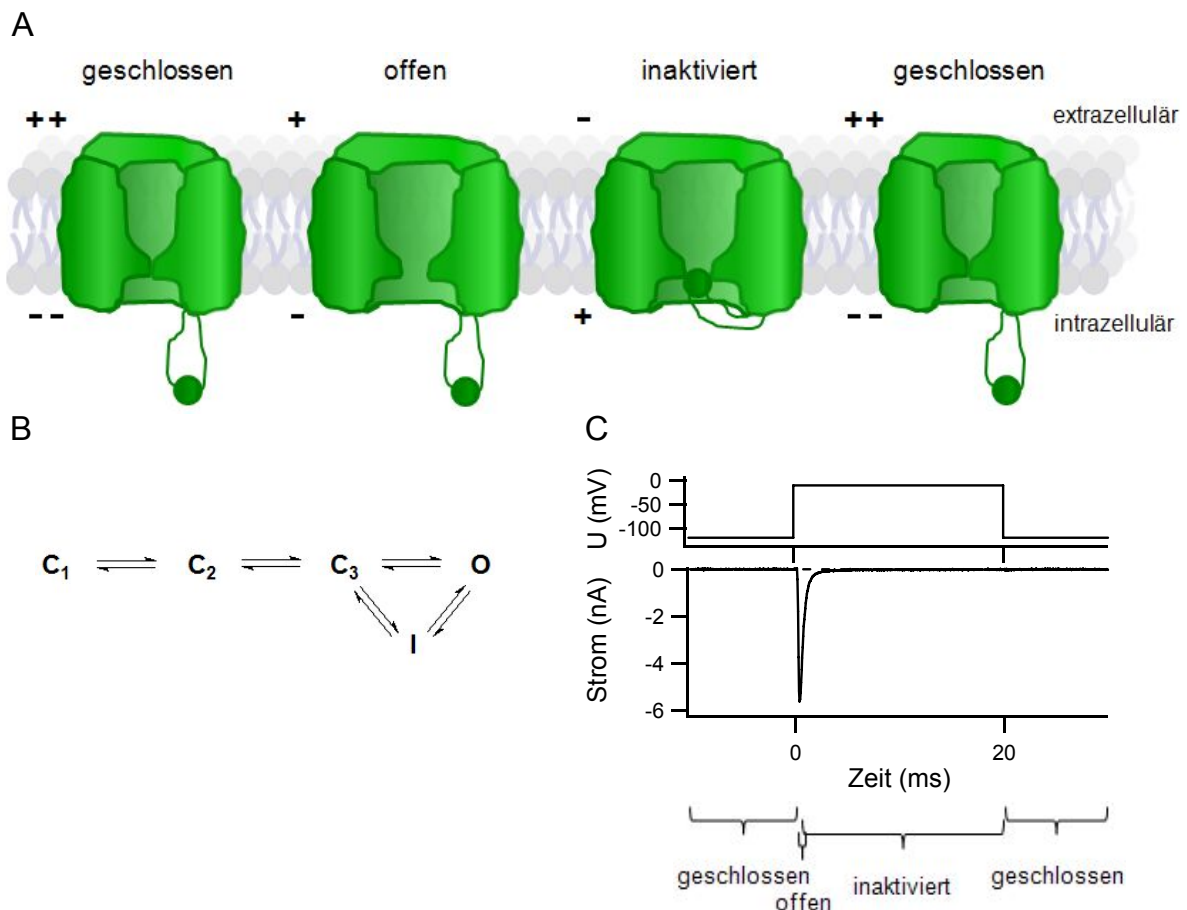 A
geschlossen offen inaktiviert geschlossen
++ + - ++ extrazellulär
-- - + -- intrazellulär
B
C₁ C₂ C₃ O
I
C
U (mV)
0
-50
-100
Strom (nA)
0
-2
-4
-6
0 20
Zeit (ms)
geschlossen offen inaktiviert geschlossen